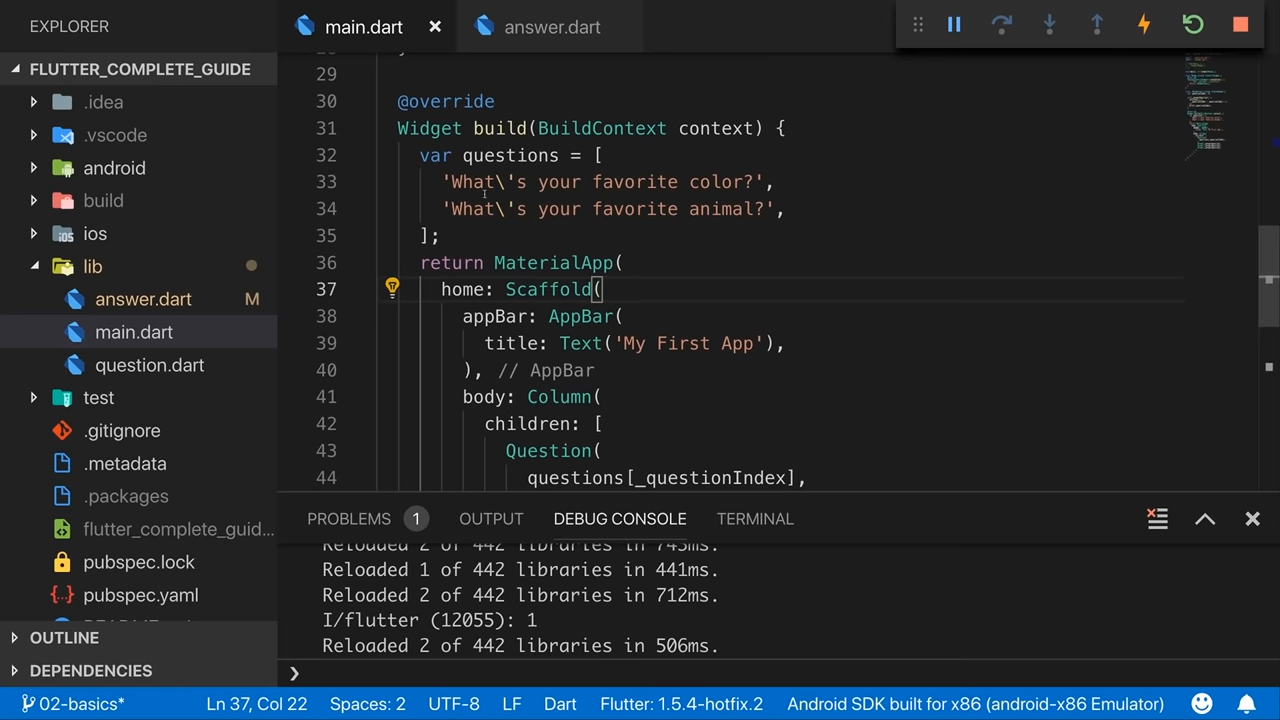 EXPLORER
FLUTTER_COMPLETE_GUIDE
.idea
.vscode
android
build
ios
lib
answer.dart M
main.dart
question.dart
test
.gitignore
.metadata
.packages
flutter_complete_guid...
pubspec.lock
pubspec.yaml
OUTLINE
DEPENDENCIES
main.dart answer.dart
29
30 @override
31 Widget build(BuildContext context) {
32 var questions = [
33 'What\'s your favorite color?',
34 'What\'s your favorite animal?',
35 ];
36 return MaterialApp(
37 home: Scaffold(
38 appBar: AppBar(
39 title: Text('My First App'),
40 ), // AppBar
41 body: Column(
42 children: [
43 Question(
44 questions[_questionIndex],
PROBLEMS 1 OUTPUT DEBUG CONSOLE TERMINAL
Reloaded 2 of 442 libraries in 743ms.
Reloaded 1 of 442 libraries in 441ms.
Reloaded 2 of 442 libraries in 712ms.
I/flutter (12055): 1
Reloaded 2 of 442 libraries in 506ms.
02-basics* Ln 37, Col 22 Spaces: 2 UTF-8 LF Dart Flutter: 1.5.4-hotfix.2 Android SDK built for x86 (android-x86 Emulator)